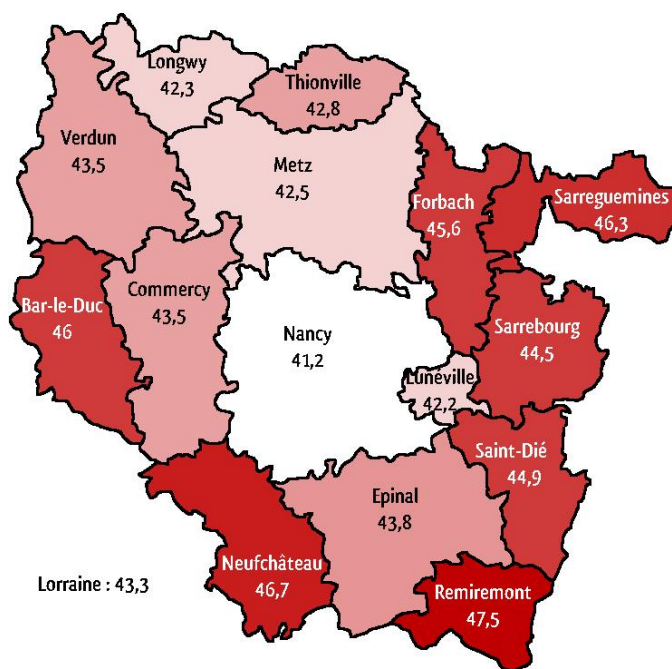 Longwy
42,3
Thionville
42,8
Verdun
43,5
Metz
42,5
Forbach
45,6
Sarreguemines
46,3
Bar-le-Duc
46
Commercy
43,5
Nancy
41,2
Sarrebourg
44,5
Lunéville
42,2
Saint-Dié
44,9
Epinal
43,8
Neufchâteau
46,7
Lorraine : 43,3
Remiremont
47,5